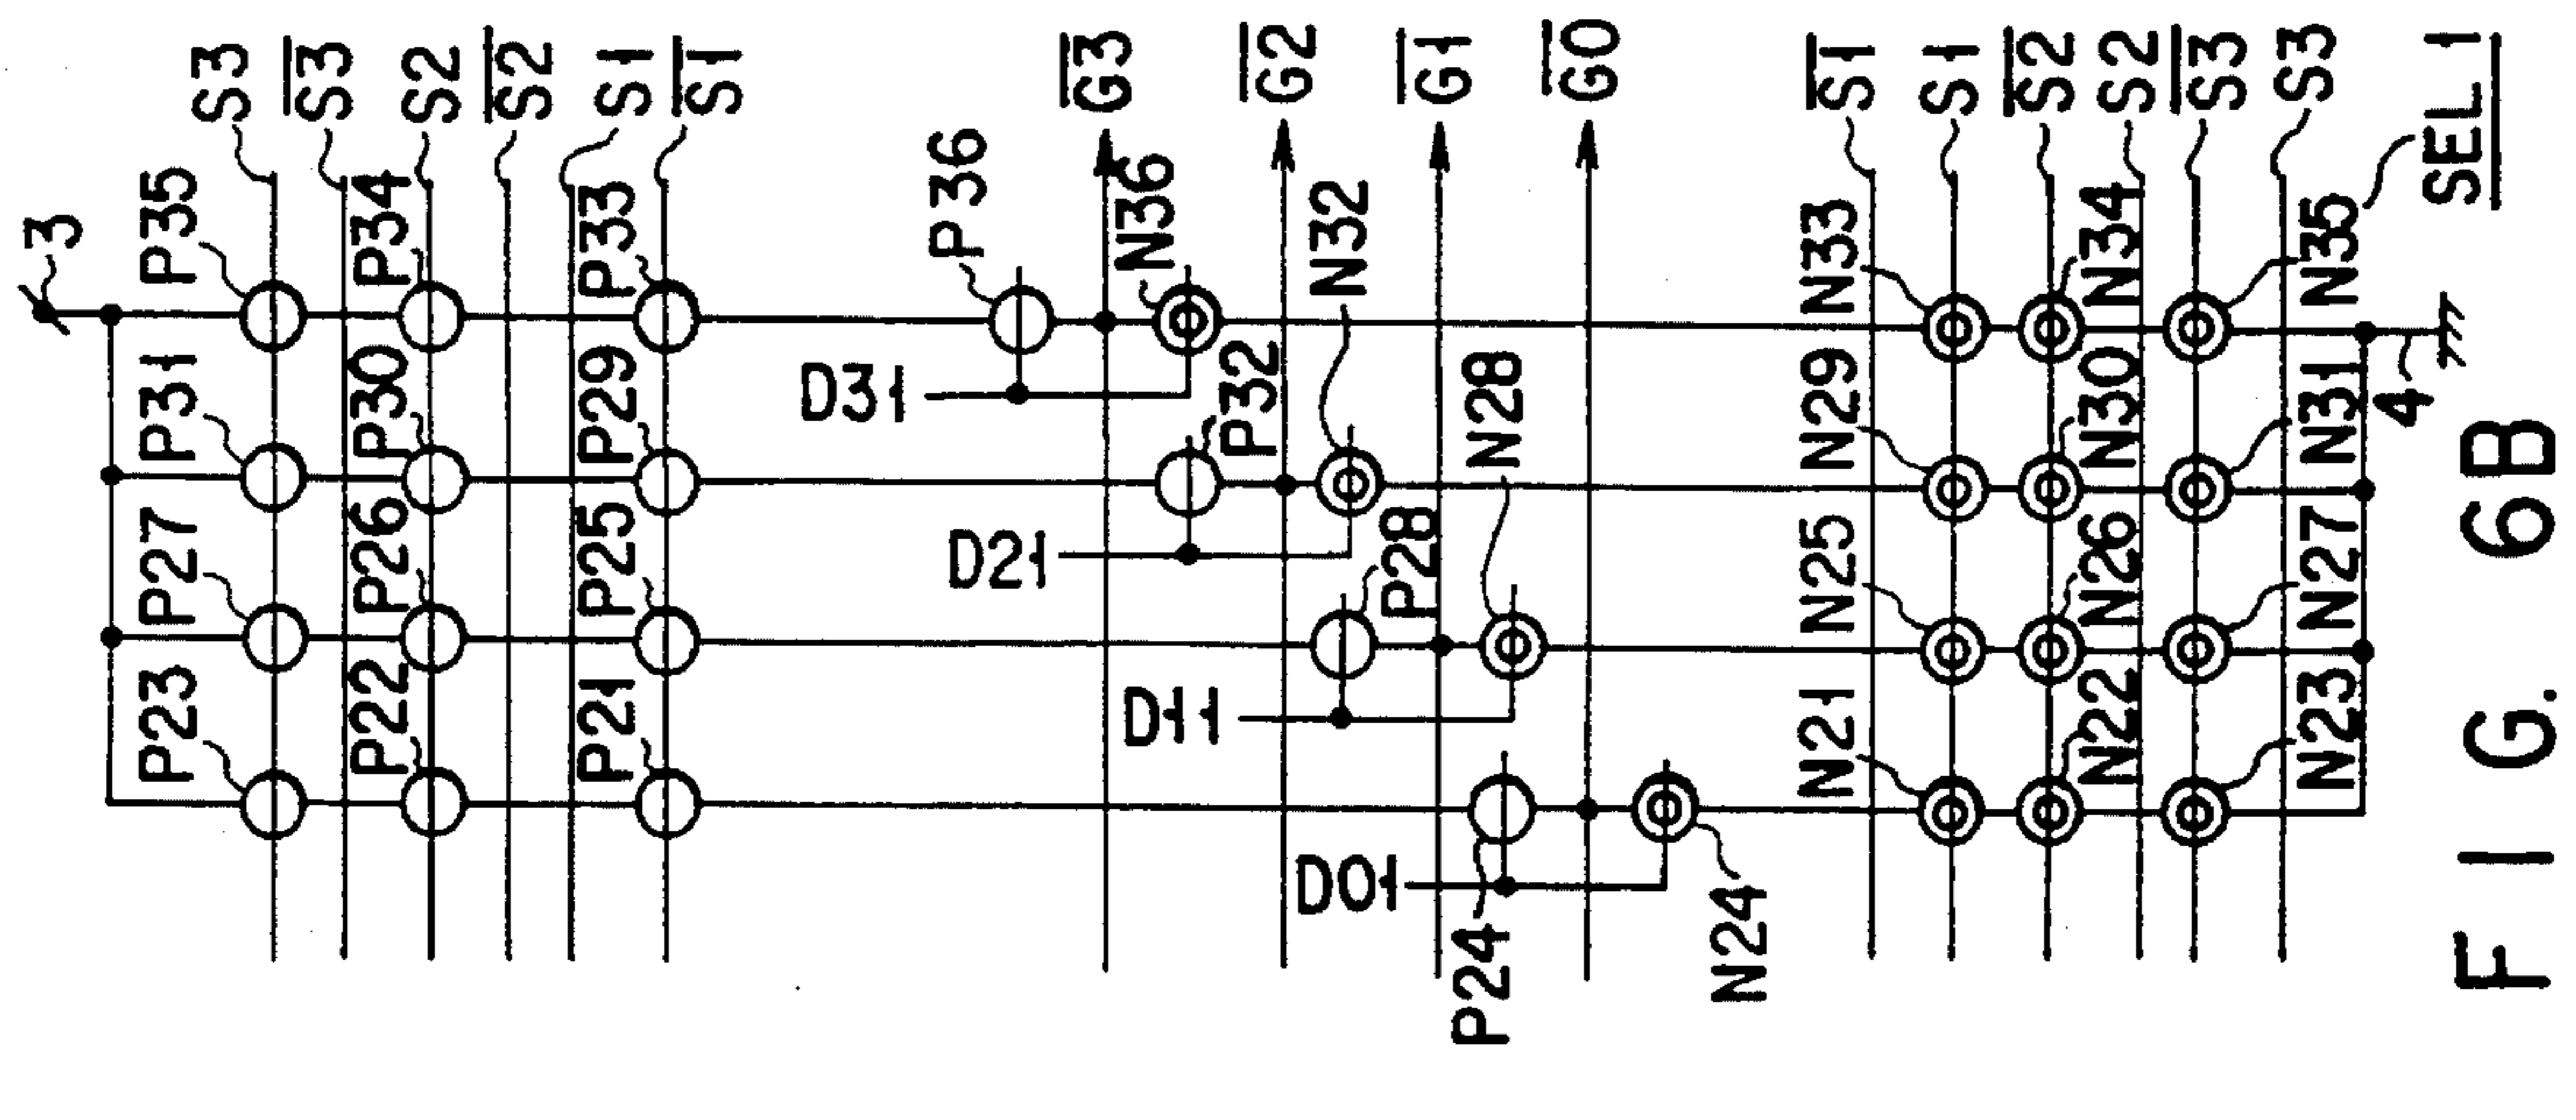 3
S3
S̅3̅
S2
S̅2̅
S1
S̅1̅
G̅3̅
G̅2̅
G̅1̅
G̅0̅
S̅1̅
S1
S̅2̅
S2
S̅3̅
S3
SEL 1
P35
P34
P33
P36
N36
N32
N33
N34
N35
P31
P30
P29
D31
P32
N28
N29
N30
N31
4
P27
P26
P25
D21
P28
N25
N26
N27
P23
P22
P21
D11
N21
N22
N23
D01
P24
N24
FIG. 6B